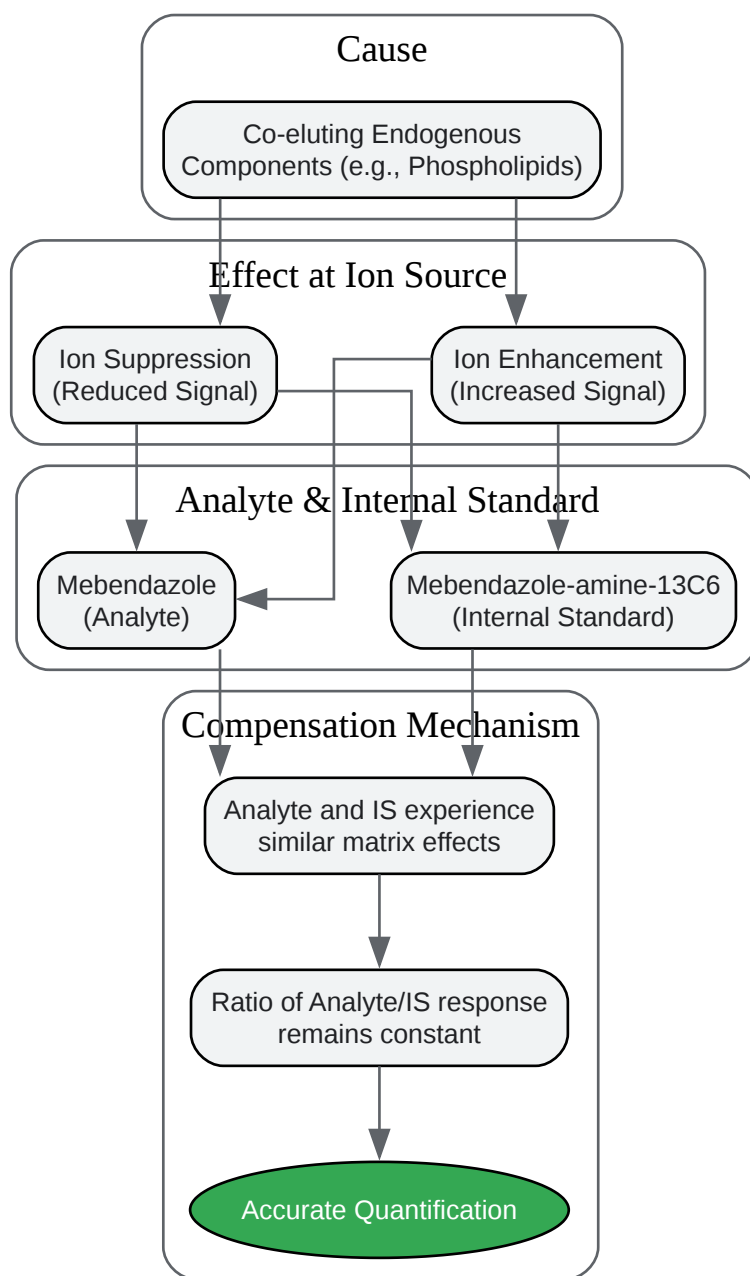 Cause
Co-eluting Endogenous
Components (e.g., Phospholipids)
Effect at Ion Source
Ion Suppression
(Reduced Signal)
Ion Enhancement
(Increased Signal)
Analyte & Internal Standard
Mebendazole
(Analyte)
Mebendazole-amine-13C6
(Internal Standard)
Compensation Mechanism
Analyte and IS experience
similar matrix effects
Ratio of Analyte/IS response
remains constant
Accurate Quantification